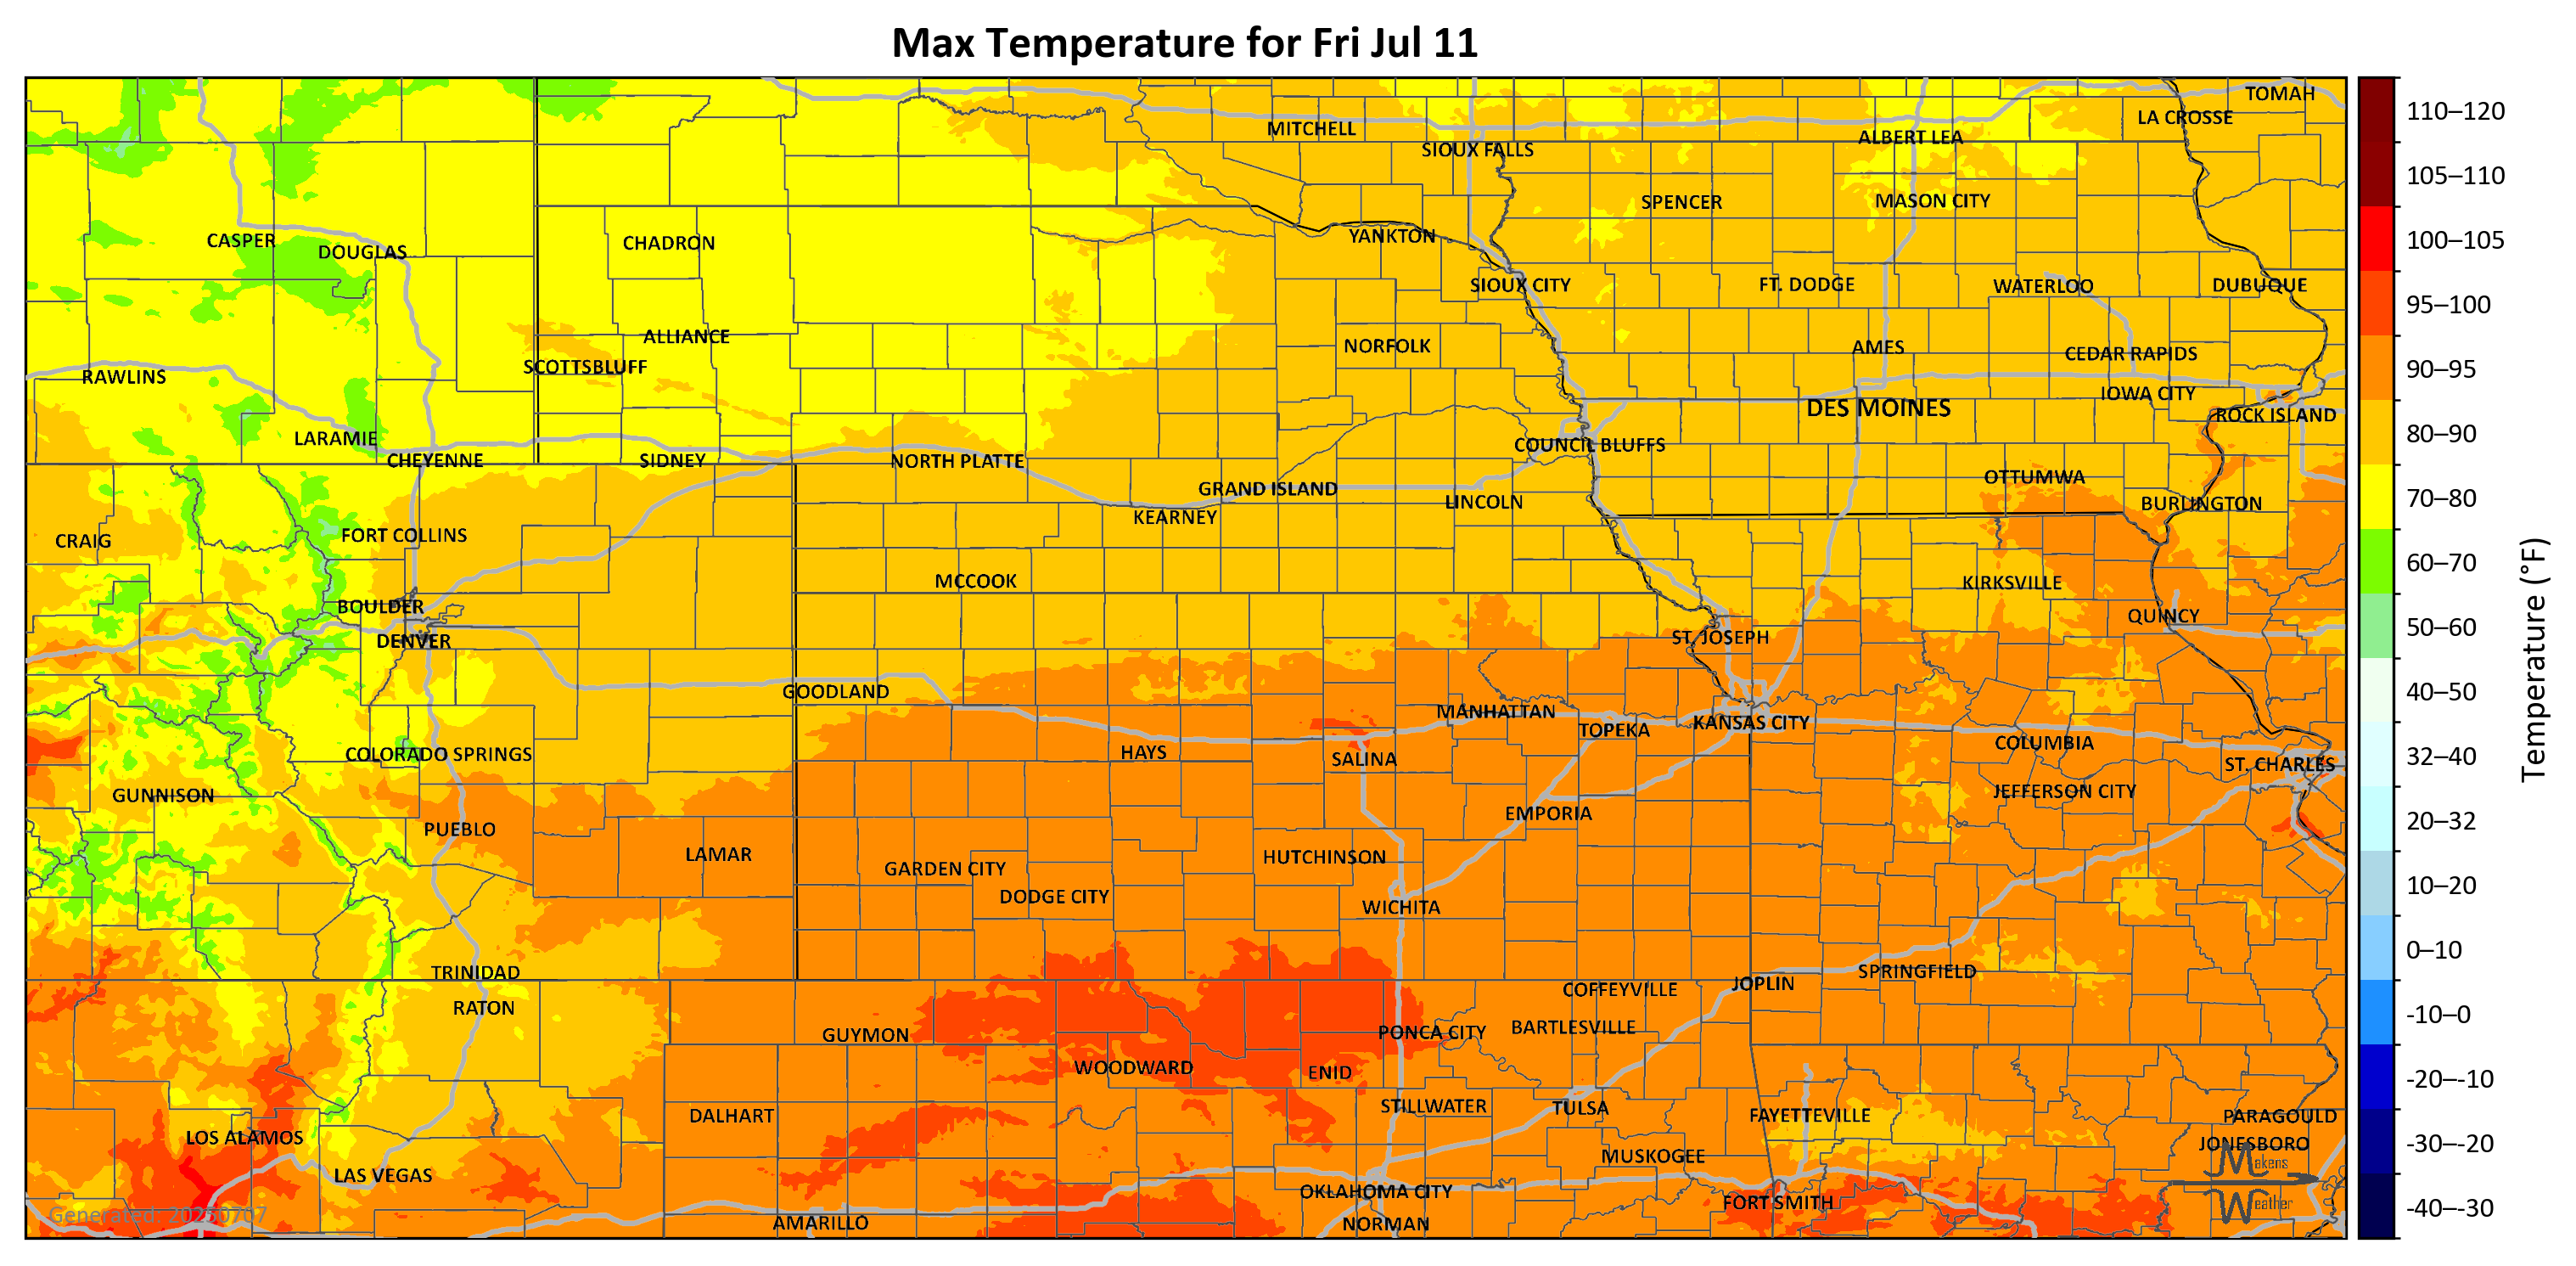 Max Temperature for Fri Jul 11
TOMAH
LA CROSSE
MITCHELL
ALBERT LEA
SIOUX FALLS
SPENCER
MASON CITY
YANKTON
CASPER
DOUGLAS
CHADRON
SIOUX CITY
FT. DODGE
WATERLOO
DUBUQUE
ALLIANCE
NORFOLK
AMES
CEDAR RAPIDS
SCOTTSBLUFF
RAWLINS
IOWA CITY
DES MOINES
ROCK ISLAND
LARAMIE
COUNCIL BLUFFS
CHEYENNE
SIDNEY
NORTH PLATTE
OTTUMWA
GRAND ISLAND
LINCOLN
BURLINGTON
KEARNEY
FORT COLLINS
CRAIG
MCCOOK
KIRKSVILLE
BOULDER
QUINCY
DENVER
ST. JOSEPH
GOODLAND
MANHATTAN
KANSAS CITY
TOPEKA
COLUMBIA
COLORADO SPRINGS
HAYS
SALINA
ST. CHARLES
GUNNISON
JEFFERSON CITY
EMPORIA
PUEBLO
LAMAR
HUTCHINSON
GARDEN CITY
DODGE CITY
WICHITA
TRINIDAD
SPRINGFIELD
JOPLIN
COFFEYVILLE
RATON
BARTLESVILLE
GUYMON
PONCA CITY
WOODWARD
ENID
STILLWATER
TULSA
DALHART
FAYETTEVILLE
PARAGOULD
LOS ALAMOS
JONESBORO
MUSKOGEE
LAS VEGAS
OKLAHOMA CITY
FORT SMITH
AMARILLO
NORMAN
Generated: 20250707
Makens
Weather
110–120
105–110
100–105
95–100
90–95
80–90
70–80
60–70
50–60
40–50
32–40
20–32
10–20
0–10
-10–0
-20–-10
-30–-20
-40–-30
Temperature (°F)